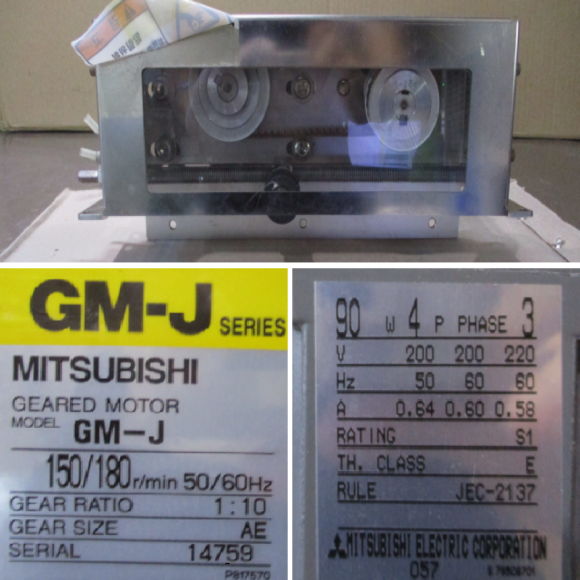 GM-J SERIES
MITSUBISHI
GEARED MOTOR
MODEL GM-J
150/180 r/min 50/60Hz
GEAR RATIO 1:10
GEAR SIZE AE
SERIAL 14759
PB17570
90 W 4 P PHASE 3
V 200 200 220
Hz 50 60 60
A 0.64 0.60 0.58
RATING S1
TH. CLASS E
RULE JEC-2137
MITSUBISHI ELECTRIC CORPORATION
057